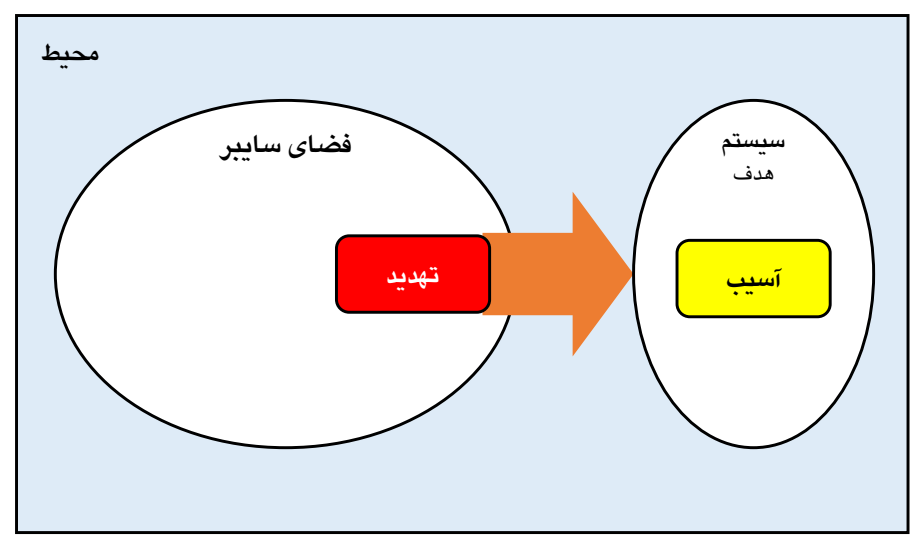 محیط
فضای سایبر
سیستم
هدف
تهدید
آسیب